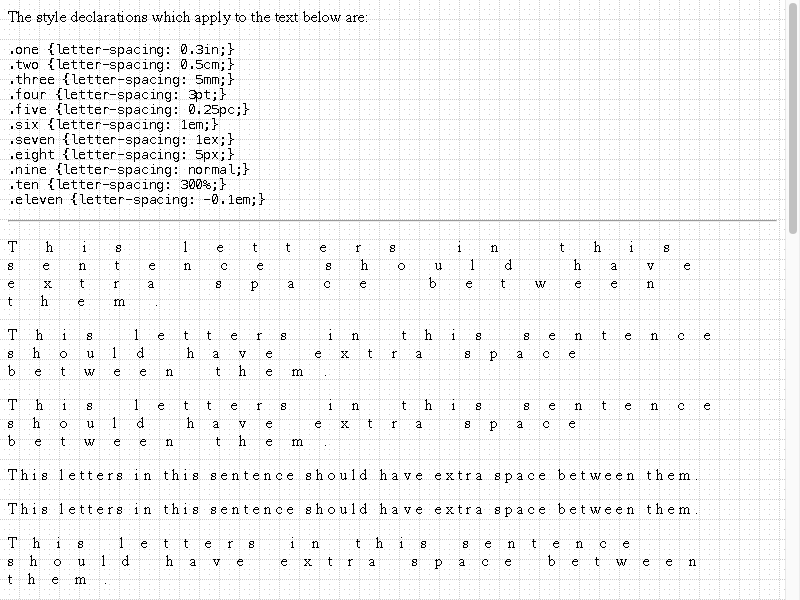 The style declarations which apply to the text below are:
.one {letter-spacing: 0.3in;}
.two {letter-spacing: 0.5cm;}
.three {letter-spacing: 5mm;}
.four {letter-spacing: 3pt;}
.five {letter-spacing: 0.25pc;}
.six {letter-spacing: 1em;}
.seven {letter-spacing: 1ex;}
.eight {letter-spacing: 5px;}
.nine {letter-spacing: normal;}
.ten {letter-spacing: 300%;}
.eleven {letter-spacing: -0.1em;}
This letters in this
sentence should have
extra space between
them.
This letters in this sentence
should have extra space
between them.
This letters in this sentence
should have extra space
between them.
This letters in this sentence should have extra space between them.
This letters in this sentence should have extra space between them.
This letters in this sentence
should have extra space between
them.